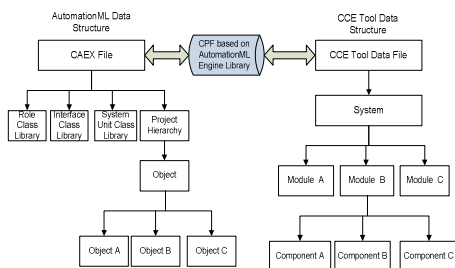 AutomationML Data
Structure
CAEX File
CPF based on
AutomationML
Engine Library
CCE Tool Data
Structure
CCE Tool Data File
Role
Class
Library
Interface
Class
Library
System
Unit Class
Library
Project
Hierarchy
System
Object
Module A
Module B
Module C
Object A
Object B
Object C
Component A
Component B
Component C